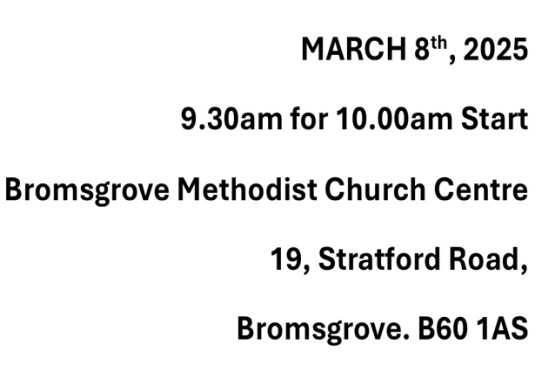 MARCH 8th, 2025
9.30am for 10.00am Start
Bromsgrove Methodist Church Centre
19, Stratford Road,
Bromsgrove. B60 1AS